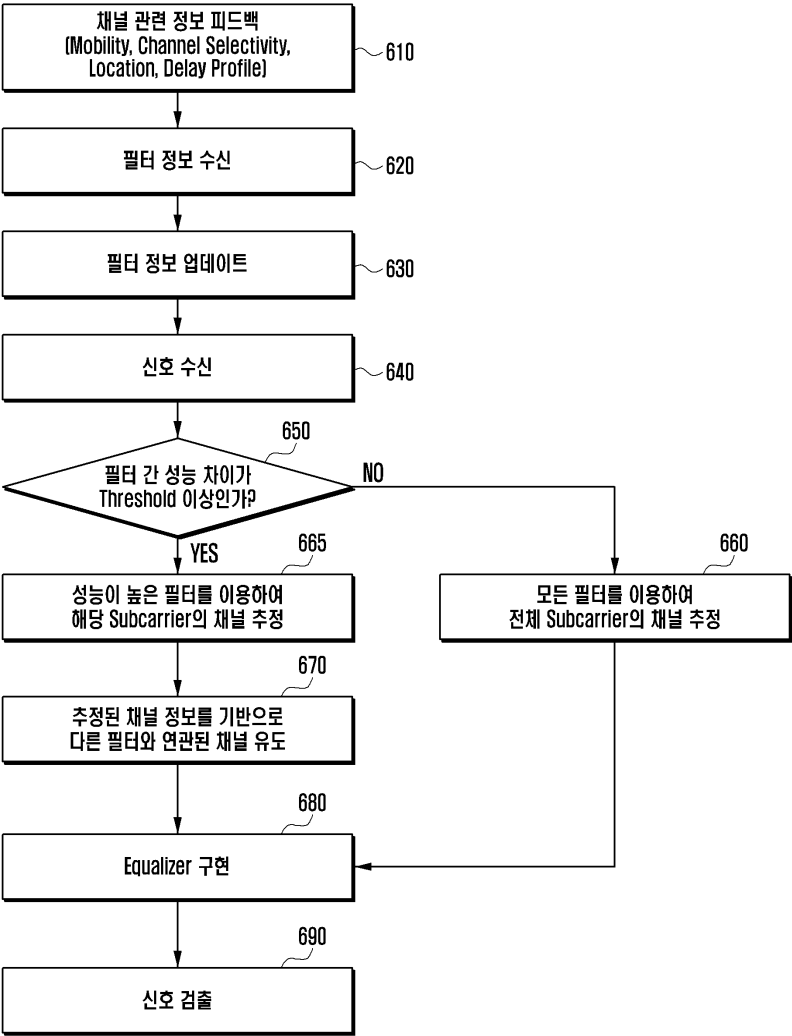 채널 관련 정보 피드백
(Mobility, Channel Selectivity,
Location, Delay Profile)
610
필터 정보 수신
620
필터 정보 업데이트
630
신호 수신
640
650
필터 간 성능 차이가
Threshold 이상인가?
NO
YES
665
성능이 높은 필터를 이용하여
해당 Subcarrier의 채널 추정
660
모든 필터를 이용하여
전체 Subcarrier의 채널 추정
670
추정된 채널 정보를 기반으로
다른 필터와 연관된 채널 유도
680
Equalizer 구현
690
신호 검출